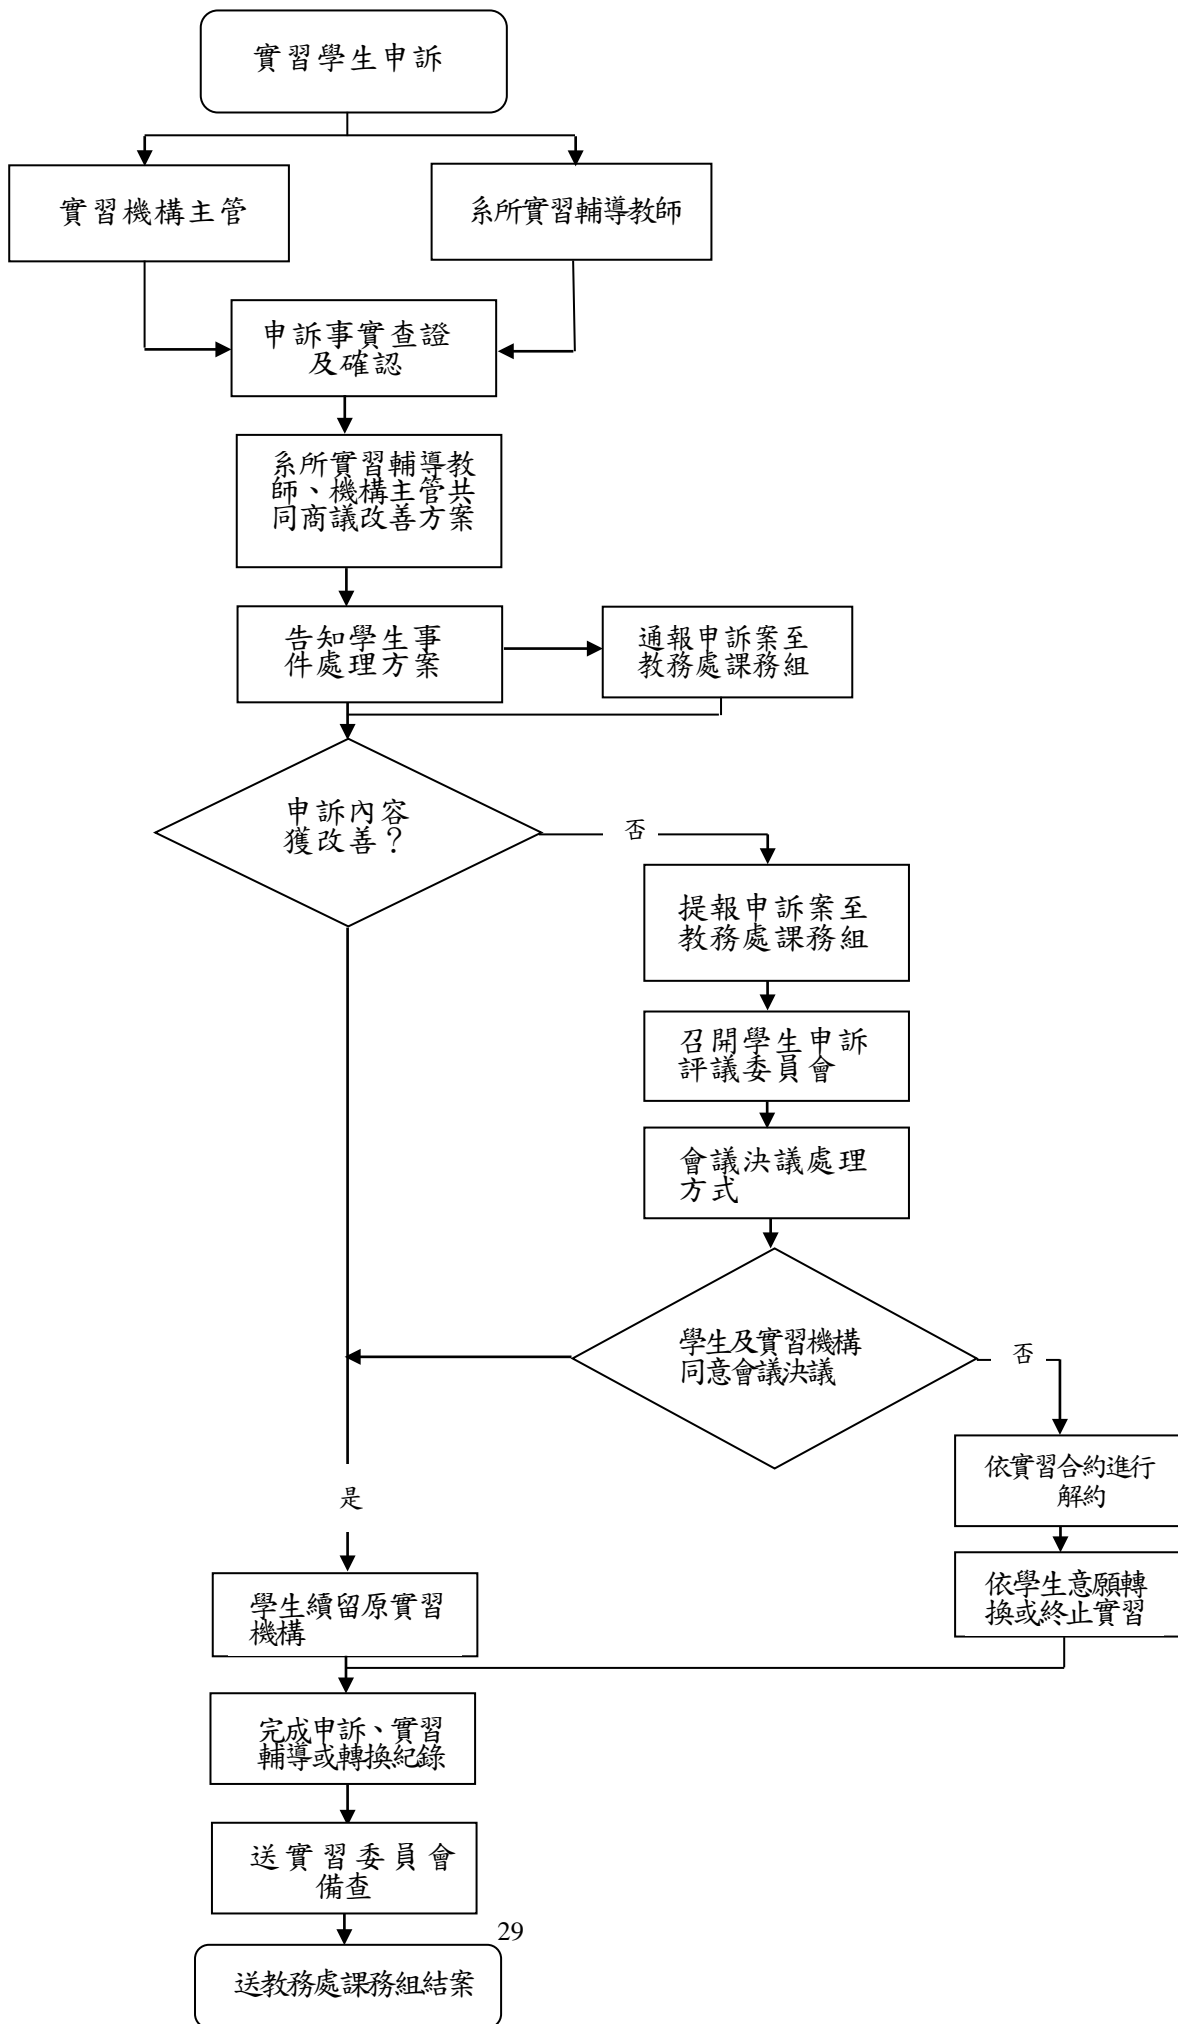 實習學生申訴
實習機構主管
系所實習輔導教師
申訴事實查證
及確認
系所實習輔導教
師、機構主管共
同商議改善方案
告知學生事
件處理方案
通報申訴案至
教務處課務組
申訴內容
獲改善？
否
提報申訴案至
教務處課務組
召開學生申訴
評議委員會
會議決議處理
方式
學生及實習機構
同意會議決議
否
依實習合約進行
解約
是
依學生意願轉
換或終止實習
學生續留原實習
機構
完成申訴、實習
輔導或轉換紀錄
送實習委員會
備查
29
送教務處課務組結案